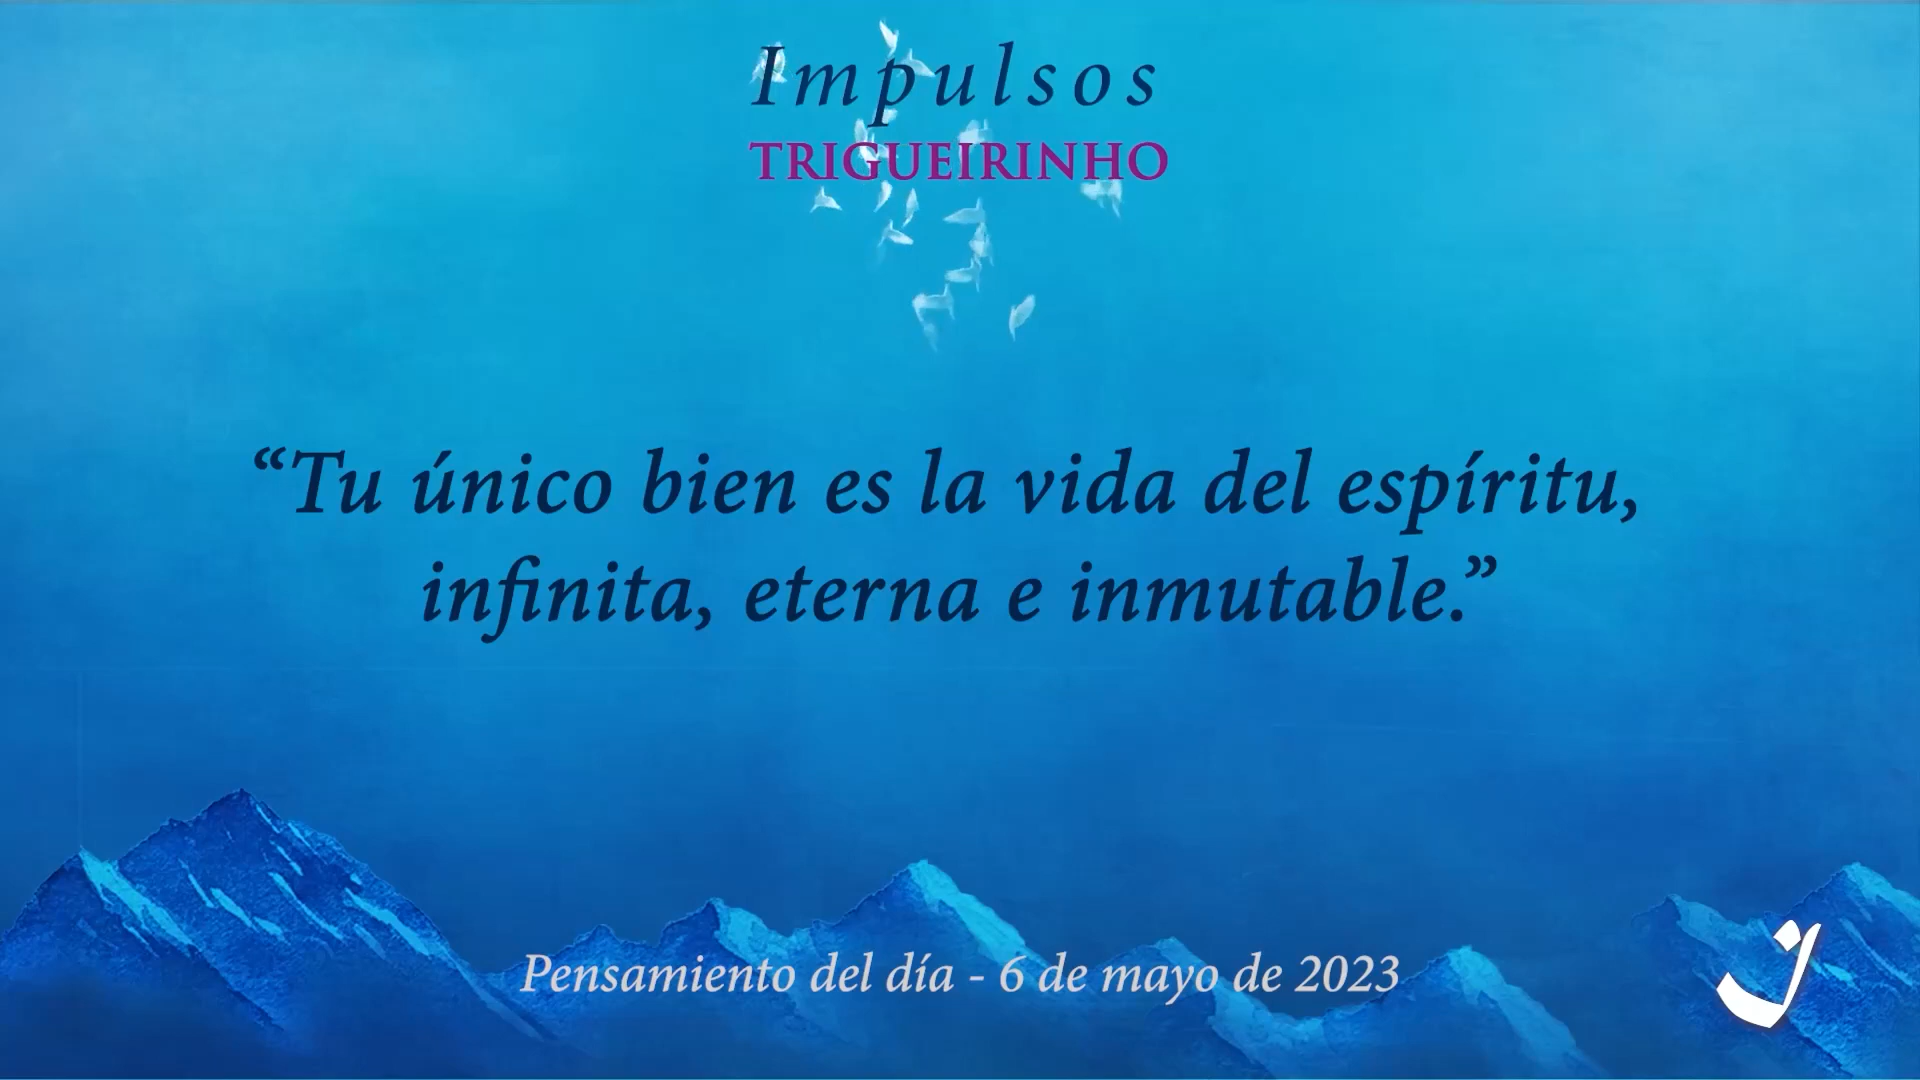 Impulsos
TRIGUEIRINHO
“Tu único bien es la vida del espíritu,
infinita, eterna e inmutable.”
Pensamiento del día - 6 de mayo de 2023